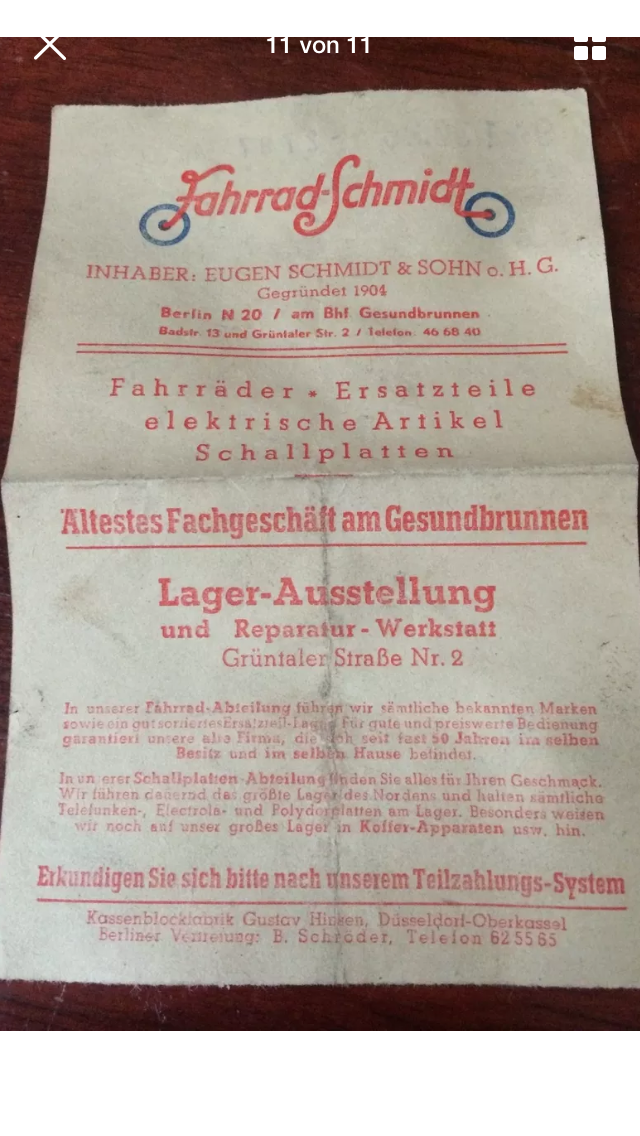 11 von 11
Fahrrad-Schmidt
INHABER: EUGEN SCHMIDT & SOHN o. H. G.
Gegründet 1904
Berlin N 20 / am Bhf. Gesundbrunnen
Badstr. 13 und Grüntaler Str. 2 / Telefon: 46 68 40
Fahrräder * Ersatzteile
elektrische Artikel
Schallplatten
Ältestes Fachgeschäft am Gesundbrunnen
Lager-Ausstellung
und Reparatur-Werkstatt
Grüntaler Straße Nr. 2
In unserer Fahrrad-Abteilung führen wir sämtliche bekannten Marken
sowie ein gut sortiertes Ersatzteil-Lager. Für gute und preiswerte Bedienung
garantiert unsere alte Firma, die sich seit fast 50 Jahren im selben
Besitz und im selben Hause befindet.
In unserer Schallplatten-Abteilung finden Sie alles für Ihren Geschmack.
Wir führen dauernd das größte Lager des Nordens und halten sämtliche
Telefunken-, Electrola- und Polydorplatten am Lager. Besonders weisen
wir noch auf unser großes Lager in Koffer-Apparaten usw. hin.
Erkundigen Sie sich bitte nach unserem Teilzahlungs-System
Kassenblockfabrik Gustav Hinken, Düsseldorf-Oberkassel
Berliner Vertretung: B. Schröder, Telefon 62 55 65